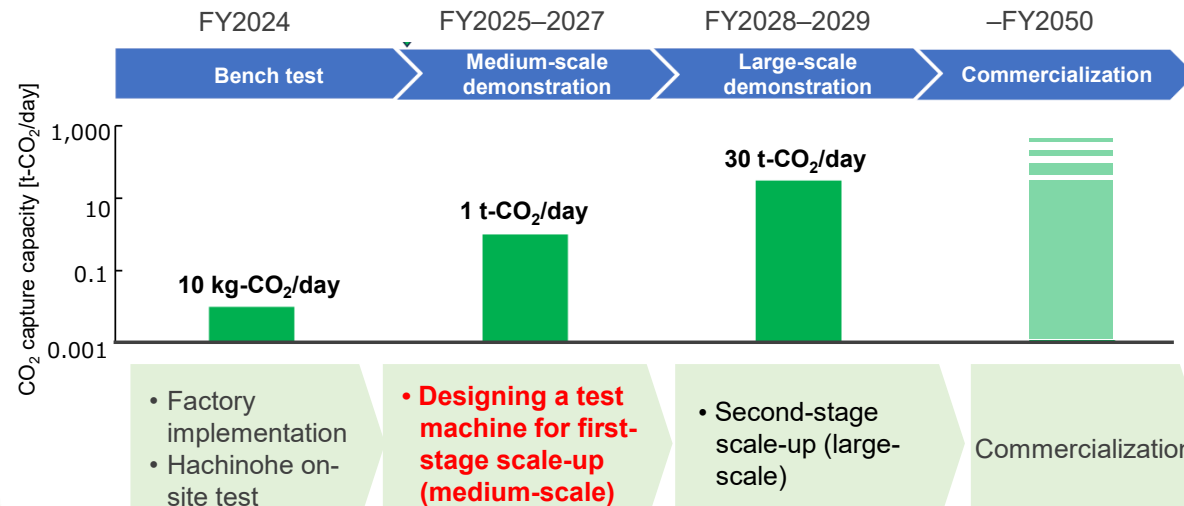 FY2024
FY2025–2027
FY2028–2029
–FY2050
Bench test
Medium-scale
demonstration
Large-scale
demonstration
Commercialization
CO₂ capture capacity [t-CO₂/day]
1,000
10
0.1
0.001
10 kg-CO₂/day
1 t-CO₂/day
30 t-CO₂/day
• Factory
implementation
• Hachinohe on-
site test
• Designing a test
machine for first-
stage scale-up
(medium-scale)
• Second-stage
scale-up (large-
scale)
Commercialization